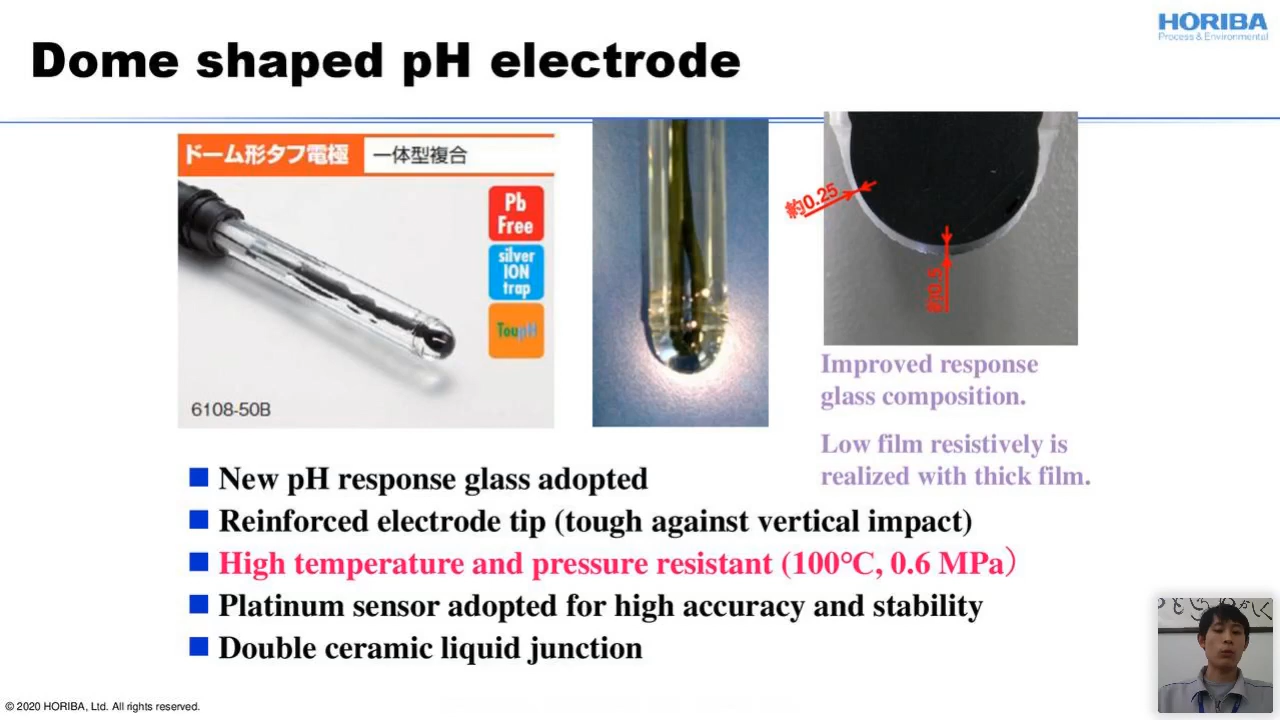 HORIBA
Process & Environmental
Dome shaped pH electrode
ドーム形タフ電極
一体型複合
Pb
Free
silver
ION
trap
ToupH
6108-50B
約0.25
約0.5
Improved response
glass composition.
Low film resistively is
realized with thick film.
New pH response glass adopted
Reinforced electrode tip (tough against vertical impact)
High temperature and pressure resistant (100℃, 0.6 MPa）
Platinum sensor adopted for high accuracy and stability
Double ceramic liquid junction
© 2020 HORIBA, Ltd. All rights reserved.